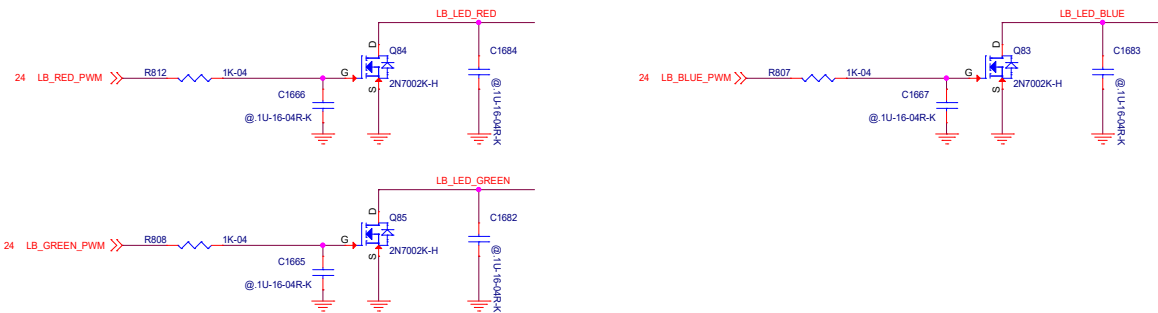 LB_LED_RED
D
Q84
C1684
24 LB_RED_PWM
R812
1K-04
G
2N7002K-H
S
C1666
@.1U-16-04R-K
@.1U-16-04R-K
LB_LED_BLUE
D
Q83
C1683
24 LB_BLUE_PWM
R807
1K-04
G
2N7002K-H
S
C1667
@.1U-16-04R-K
@.1U-16-04R-K
LB_LED_GREEN
D
Q85
C1682
24 LB_GREEN_PWM
R808
1K-04
G
2N7002K-H
S
C1665
@.1U-16-04R-K
@.1U-16-04R-K